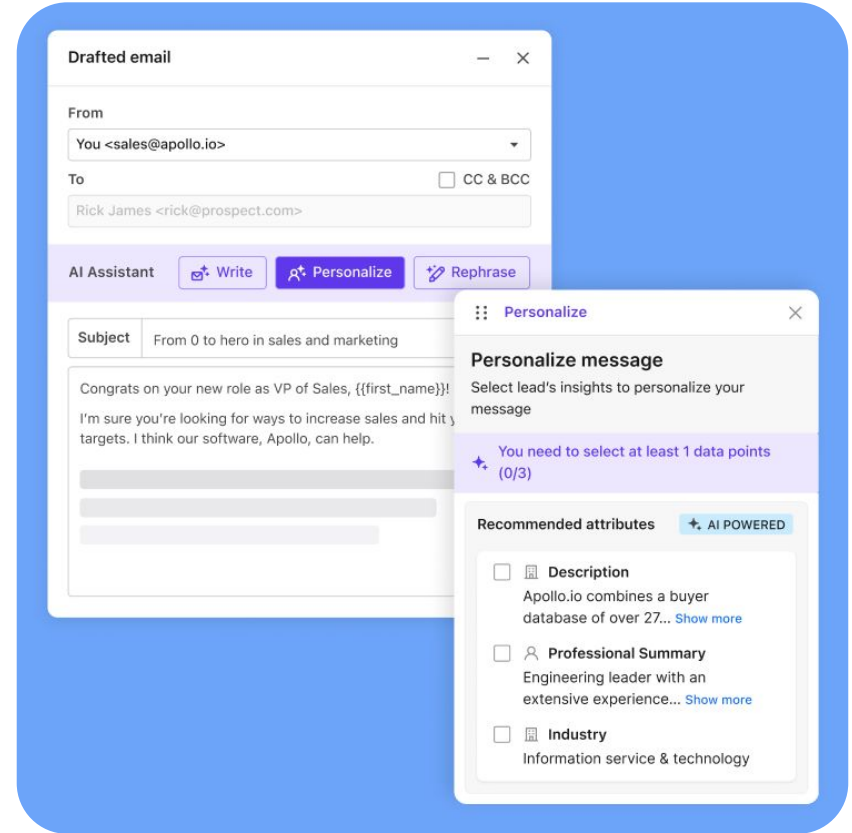 Drafted email
From
You <sales@apollo.io>
To
CC & BCC
Rick James <rick@prospect.com>
AI Assistant
Write
Personalize
Rephrase
Subject
From 0 to hero in sales and marketing
Congrats on your new role as VP of Sales, {{first_name}}!
I'm sure you're looking for ways to increase sales and hit
targets. I think our software, Apollo, can help.
Personalize
Personalize message
Select lead's insights to personalize your
message
You need to select at least 1 data points
(0/3)
Recommended attributes
AI POWERED
Description
Apollo.io combines a buyer
database of over 27... Show more
Professional Summary
Engineering leader with an
extensive experience... Show more
Industry
Information service & technology